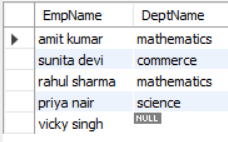 EmpName DeptName
amit kumar mathematics
sunita devi commerce
rahul sharma mathematics
priya nair science
vicky singh NULL